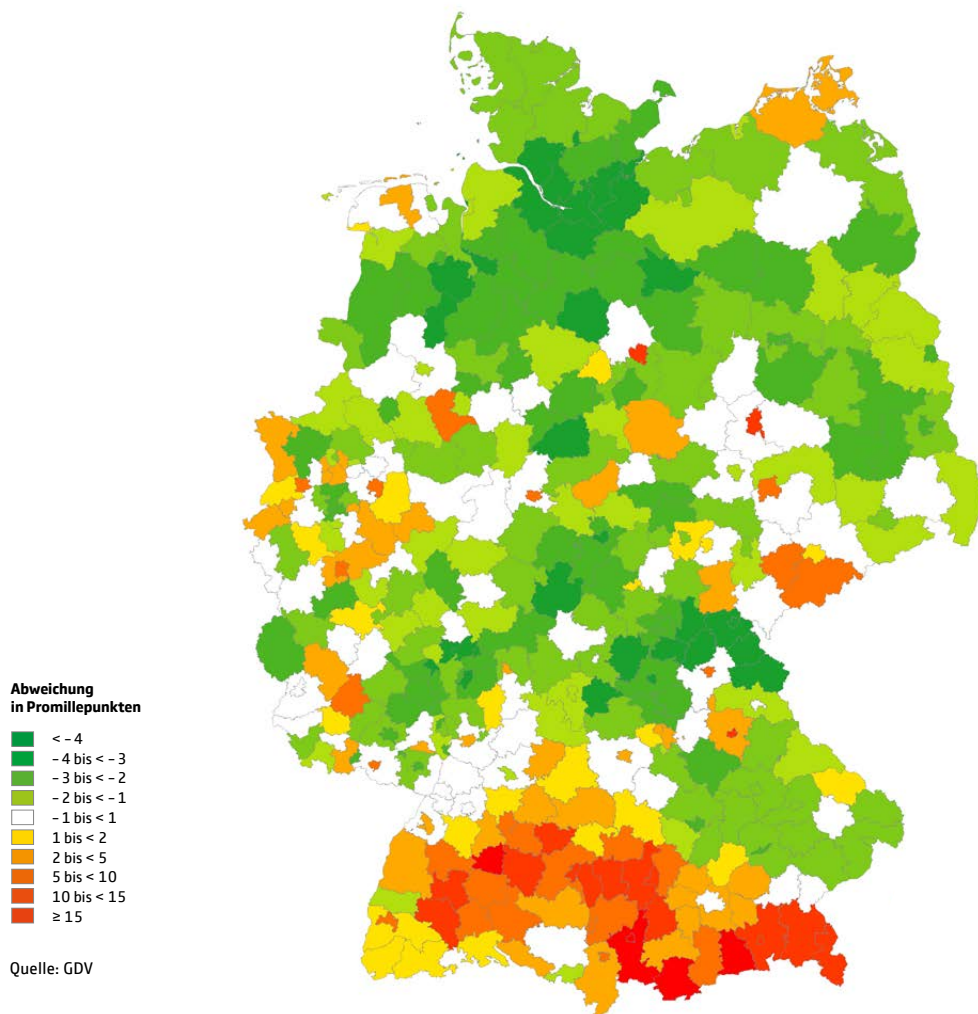 Abweichung
in Promillepunkten
< – 4
– 4 bis < – 3
– 3 bis < – 2
– 2 bis < – 1
– 1 bis < 1
1 bis < 2
2 bis < 5
5 bis < 10
10 bis < 15
≥ 15
Quelle: GDV